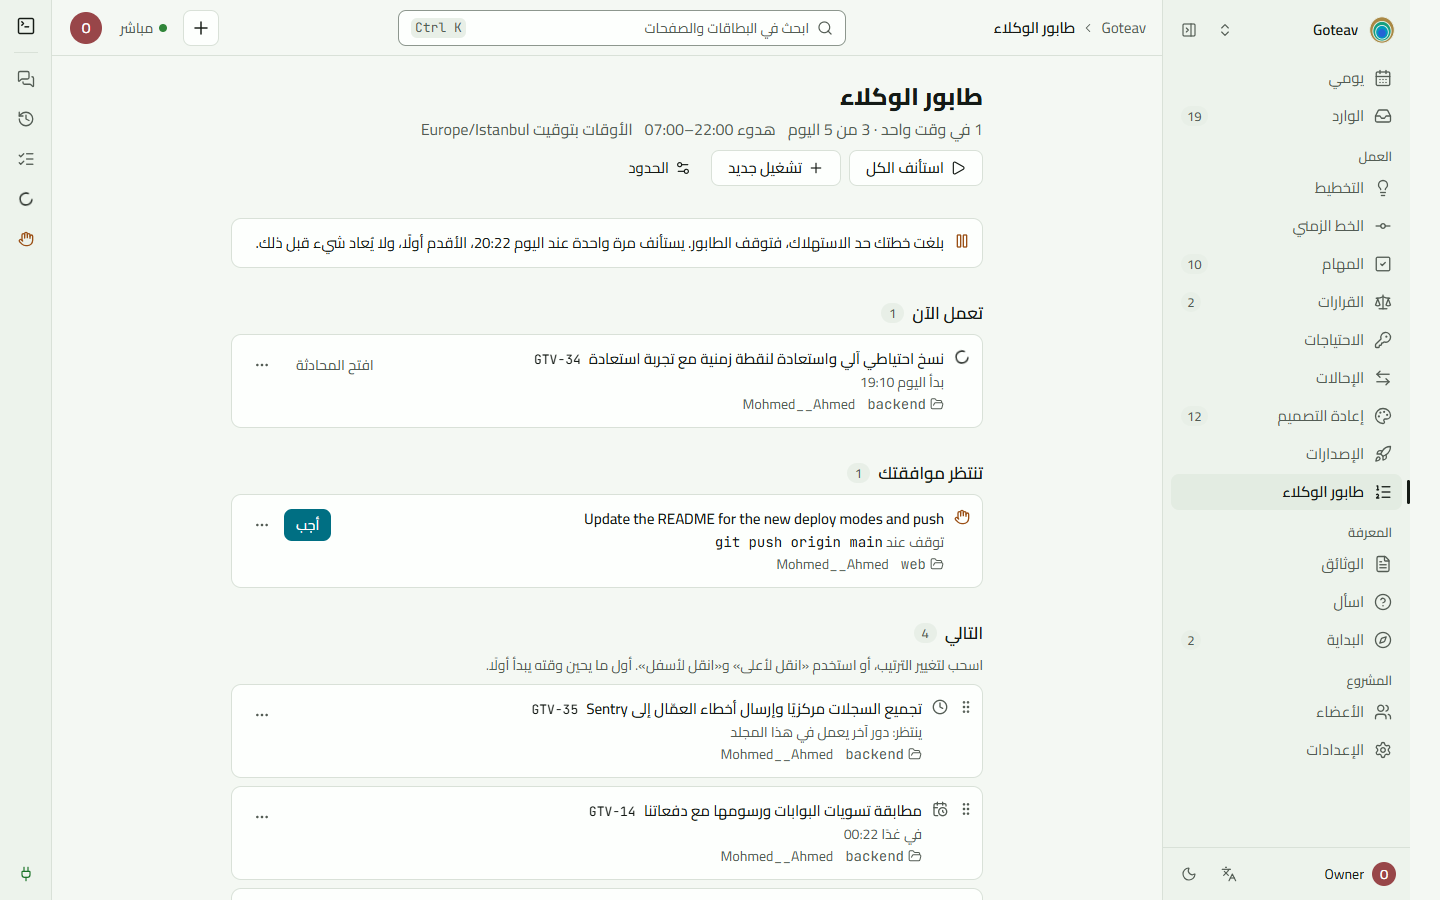 Goteav
يومي
الوارد 19
العمل
التخطيط
الخط الزمني
المهام 10
القرارات 2
الاحتياجات
الإحالات
إعادة التصميم 12
الإصدارات
طابور الوكلاء
المعرفة
الوثائق
اسأل
البداية 2
المشروع
الأعضاء
الإعدادات
O Owner
Goteav
طابور الوكلاء
ابحث في البطاقات والصفحات Ctrl K
مباشر
O
طابور الوكلاء
1 في وقت واحد · 3 من 5 اليوم هدوء 22:00–07:00 الأوقات بتوقيت Europe/Istanbul
استأنف الكل
تشغيل جديد
الحدود
بلغت خطتك حد الاستهلاك، فتوقف الطابور. يستأنف مرة واحدة عند اليوم 20:22، الأقدم أولًا، ولا يُعاد شيء قبل ذلك.
تعمل الآن 1
نسخ احتياطي آلي واستعادة لنقطة زمنية مع تجربة استعادة GTV-34
بدأ اليوم 19:10
backend Mohmed__Ahmed
افتح المحادثة
تنتظر موافقتك 1
Update the README for the new deploy modes and push
توقف عند git push origin main
web Mohmed__Ahmed
أجب
التالي 4
اسحب لتغيير الترتيب، أو استخدم «انقل لأعلى» و«انقل لأسفل». أول ما يحين وقته يبدأ أولًا.
تجميع السجلات مركزيًا وإرسال أخطاء العمّال إلى Sentry GTV-35
ينتظر: دور آخر يعمل في هذا المجلد
backend Mohmed__Ahmed
مطابقة تسويات البوابات ورسومها مع دفعاتنا GTV-14
في غدًا 00:22
backend Mohmed__Ahmed